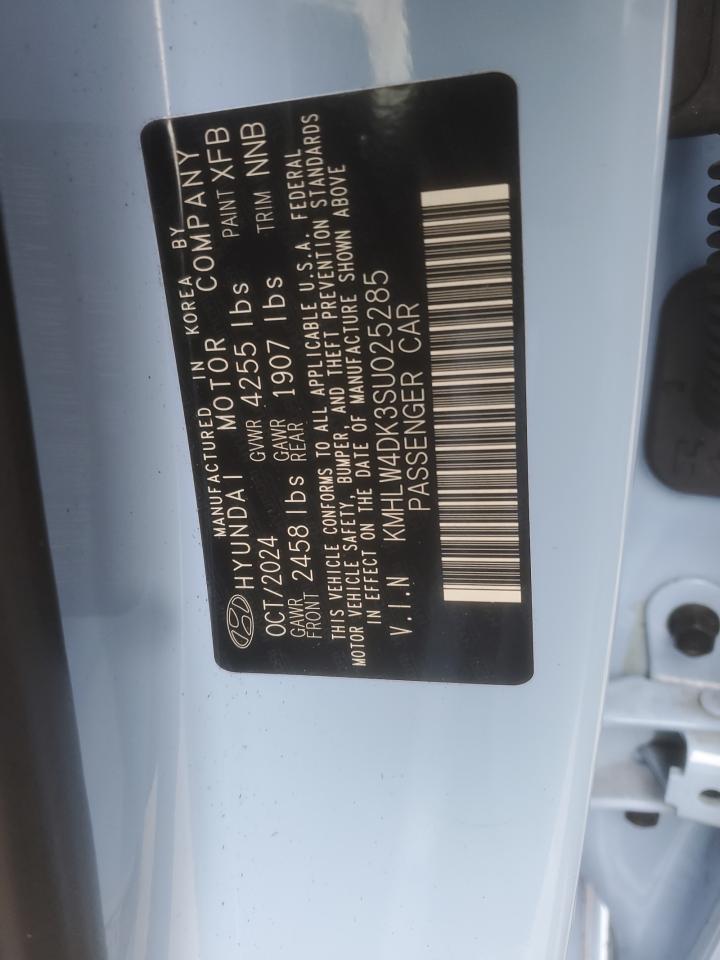 MANUFACTURED IN KOREA BY
HYUNDAI MOTOR COMPANY
OCT/2024 GVWR 4255 lbs PAINT XFB
GAWR FRONT 2458 lbs GAWR REAR 1907 lbs TRIM NNB
THIS VEHICLE CONFORMS TO ALL APPLICABLE U.S.A. FEDERAL
MOTOR VEHICLE SAFETY, BUMPER, AND THEFT PREVENTION STANDARDS
IN EFFECT ON THE DATE OF MANUFACTURE SHOWN ABOVE
V.I.N KMHLW4DK3SU025285
PASSENGER CAR